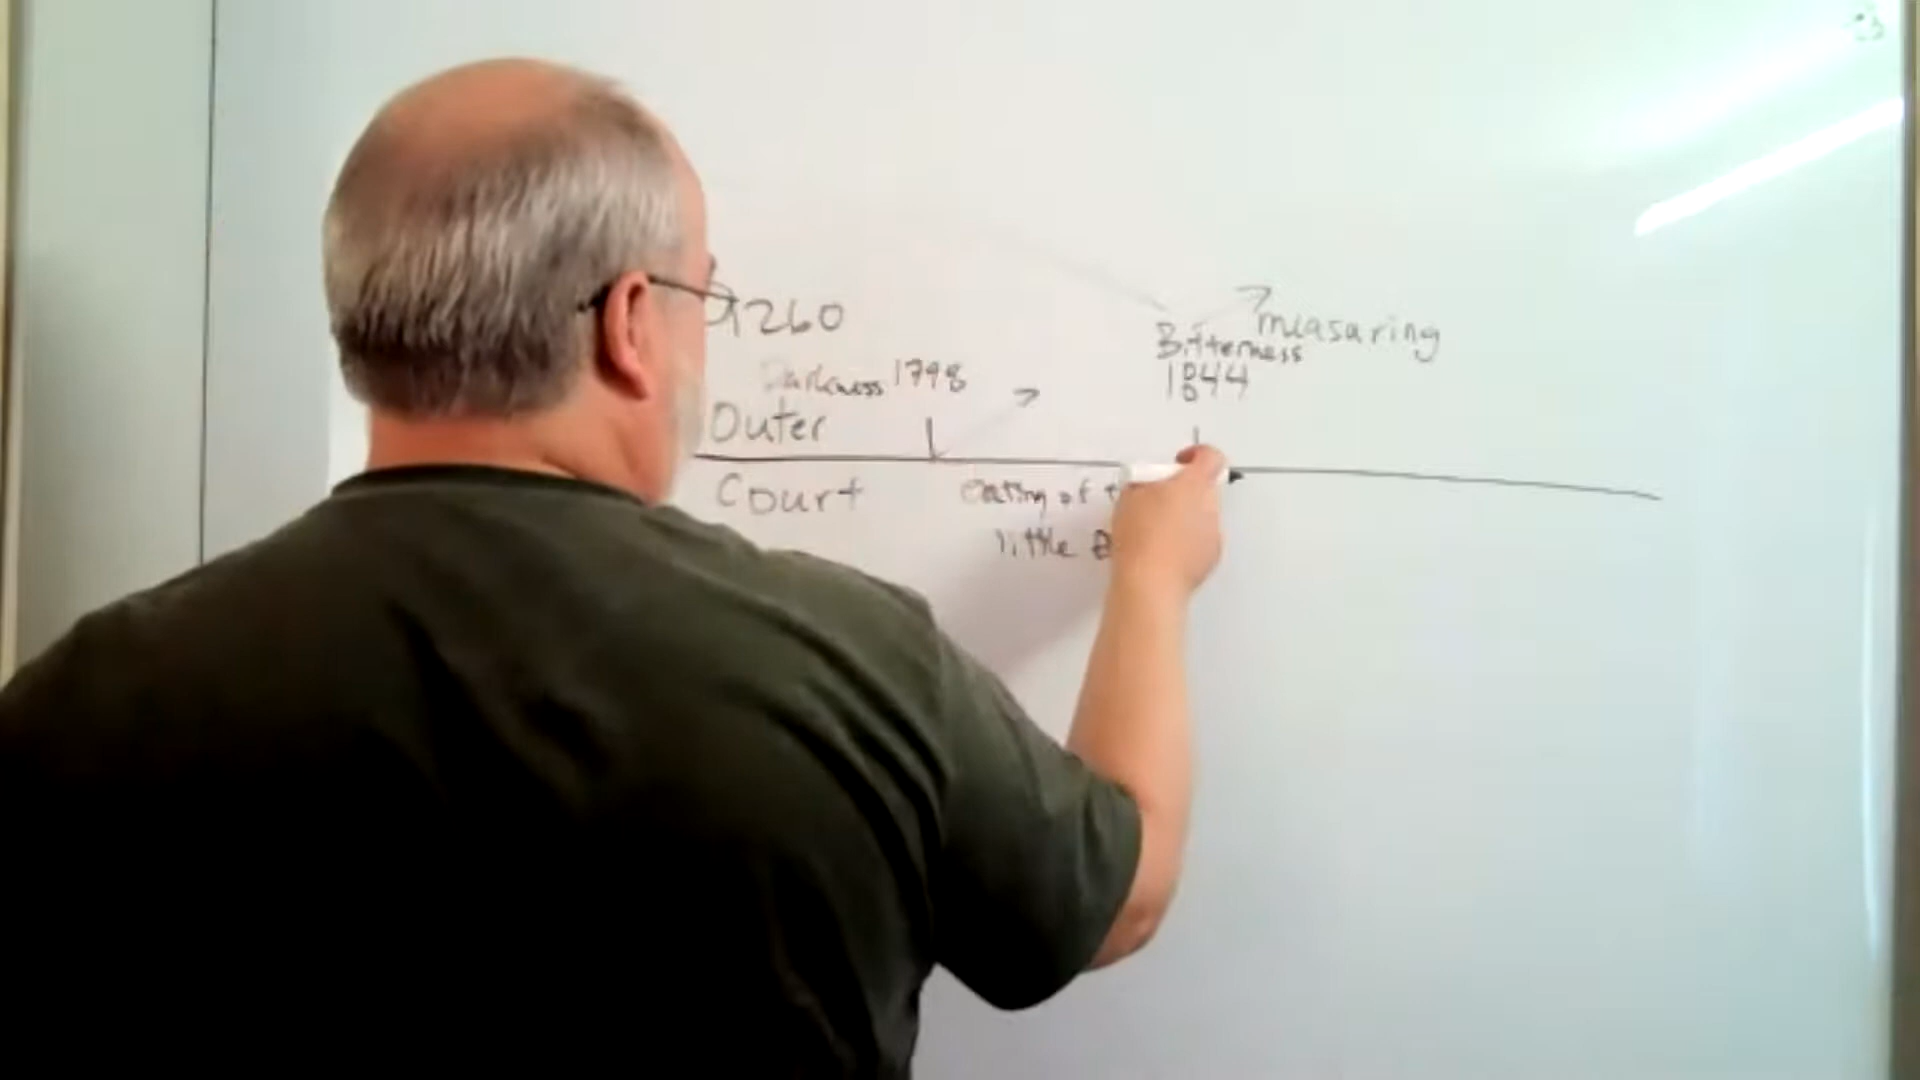 1260
measuring
Bitterness
Darkness 1798
1844
Outer
Court
eating of
little